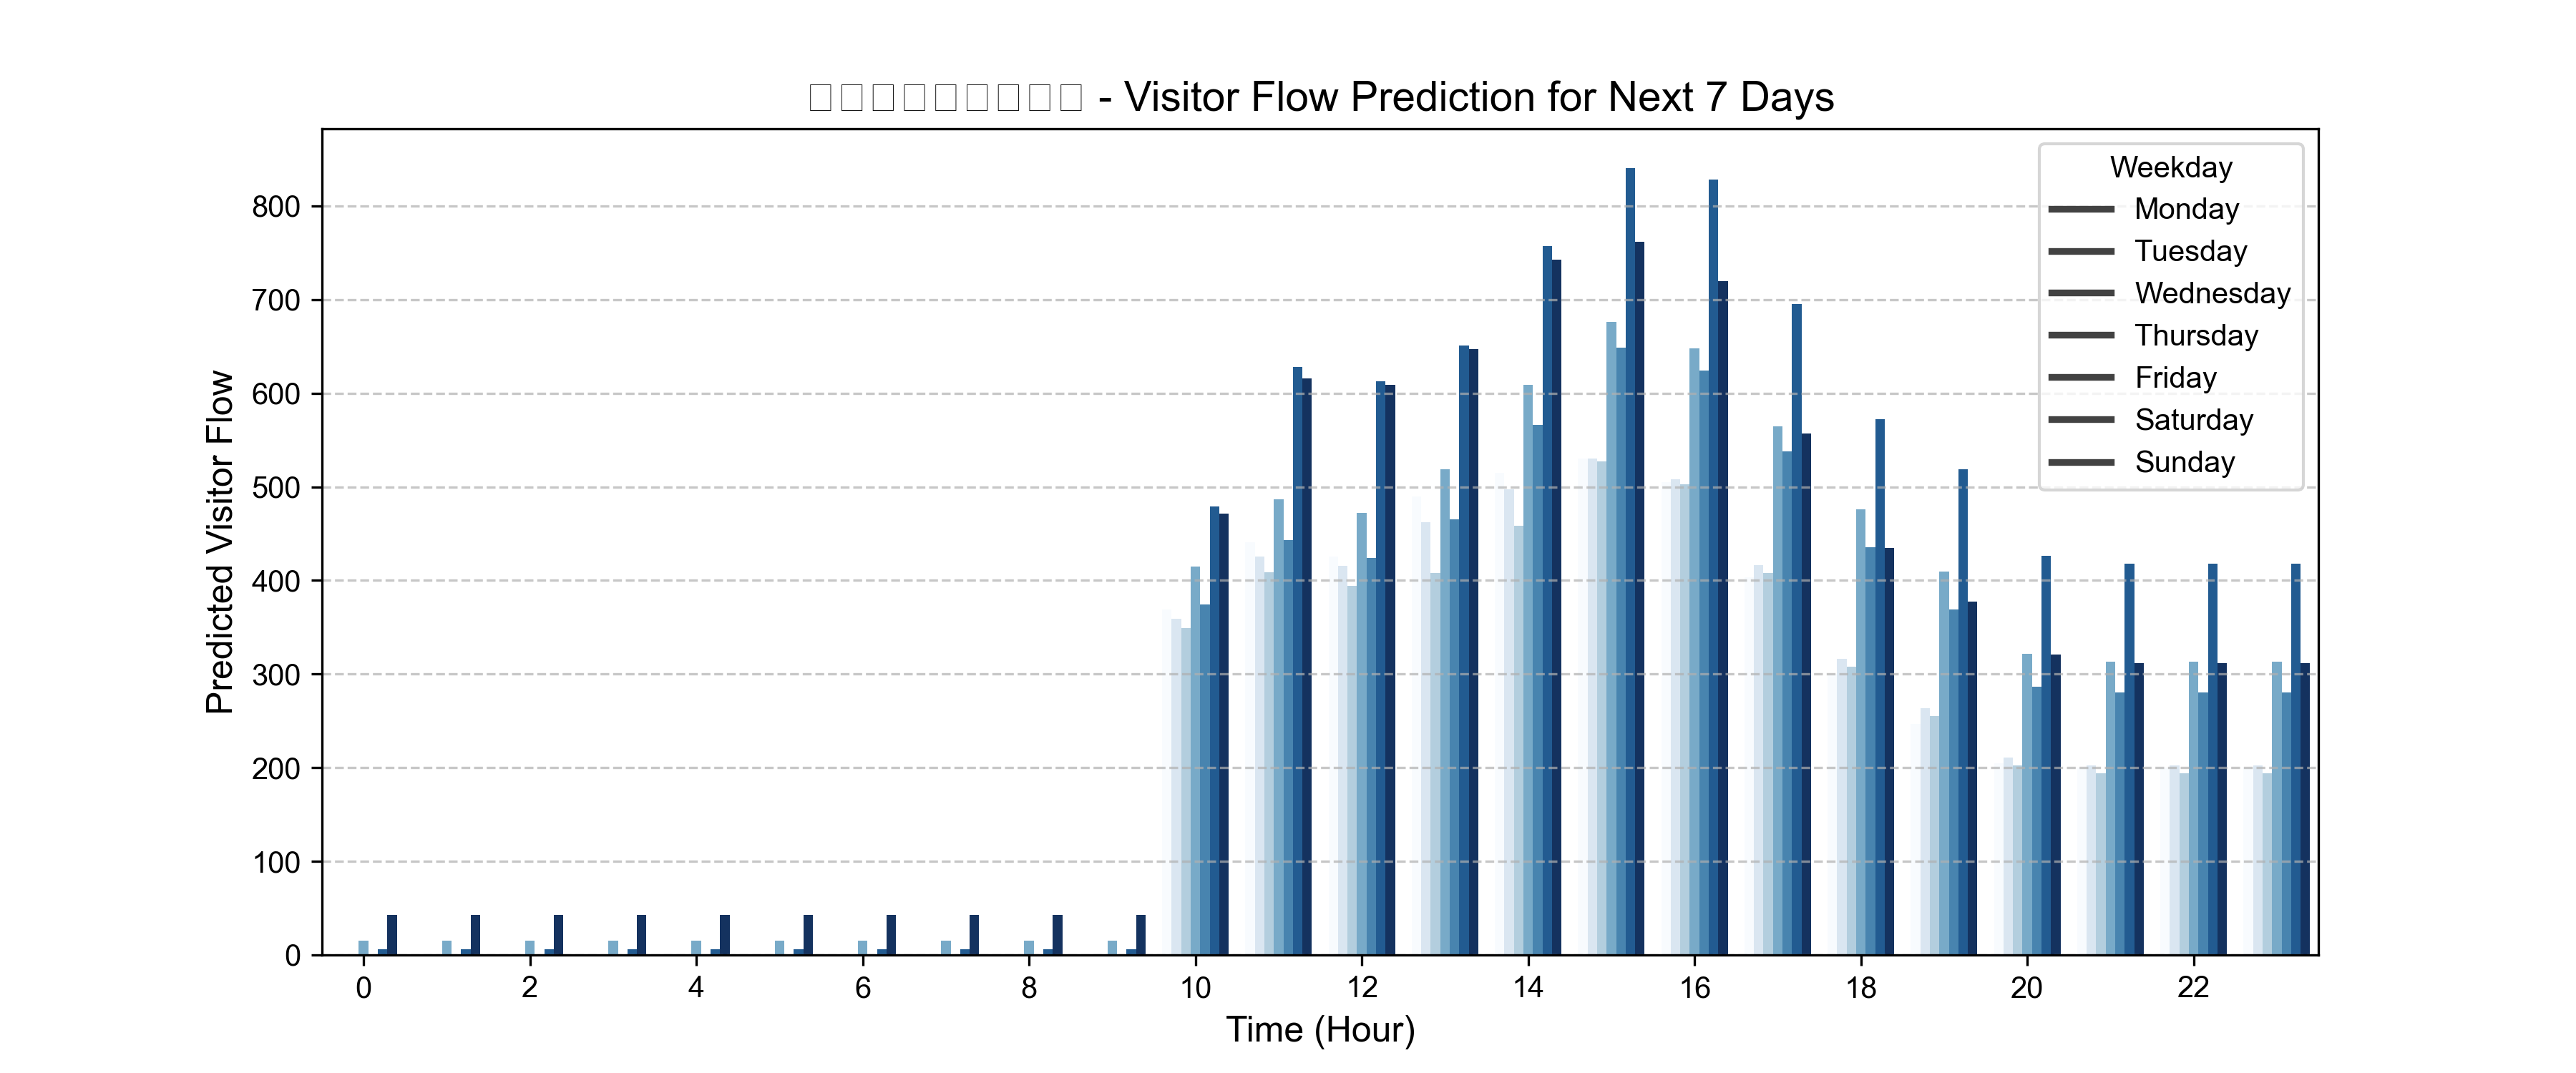 - Visitor Flow Prediction for Next 7 Days
Predicted Visitor Flow
800
700
600
500
400
300
200
100
0
0 2 4 6 8 10 12 14 16 18 20 22
Time (Hour)
Weekday
Monday
Tuesday
Wednesday
Thursday
Friday
Saturday
Sunday